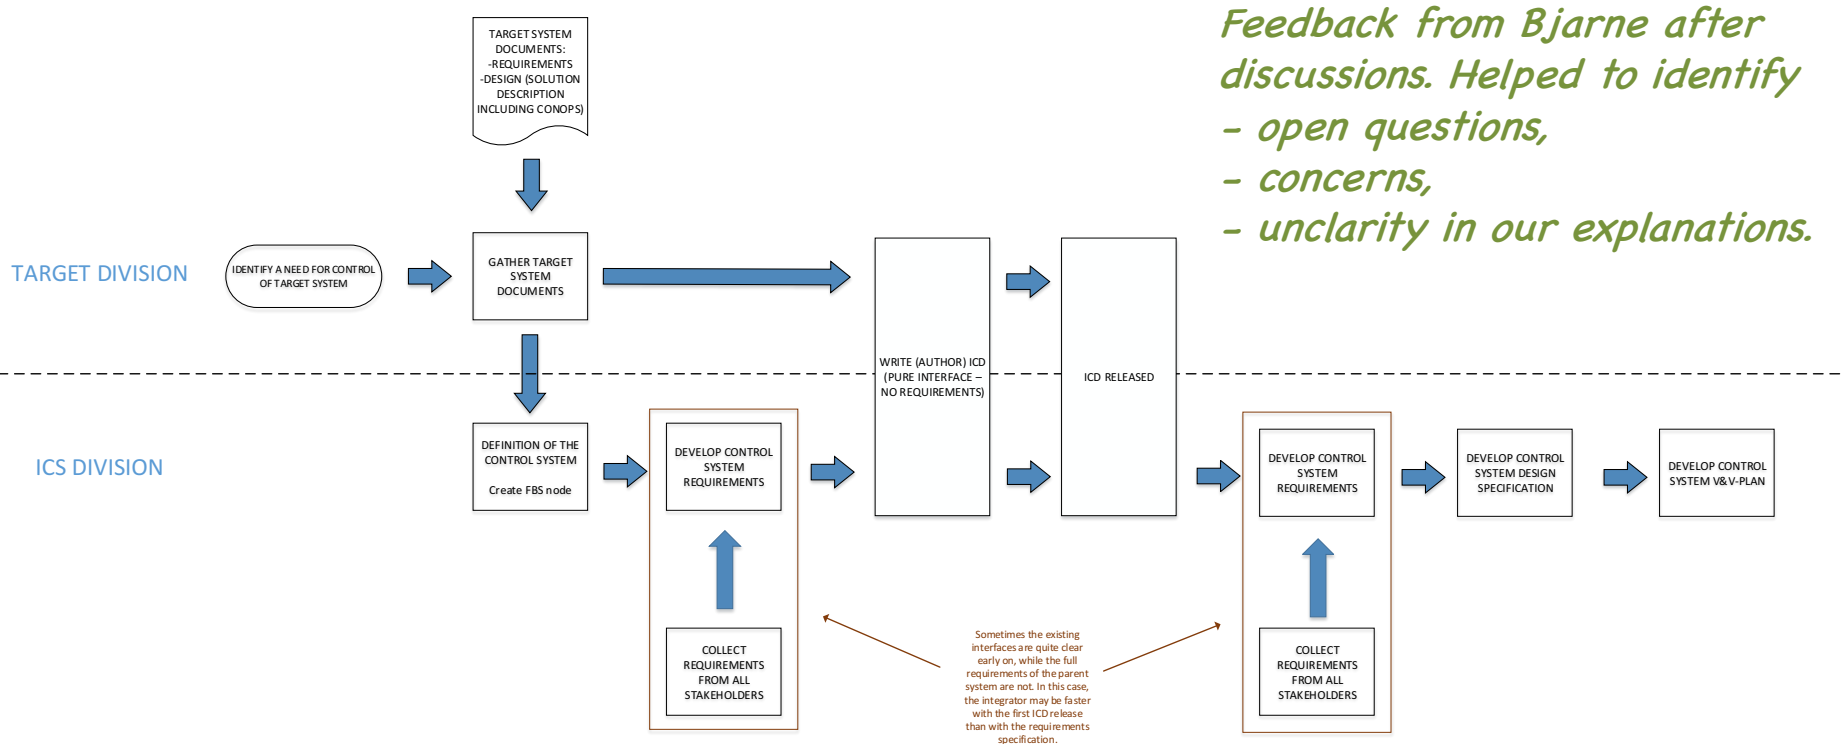 TARGET SYSTEM
DOCUMENTS:
-REQUIREMENTS
-DESIGN (SOLUTION
DESCRIPTION
INCLUDING CONOPS)
Feedback from Bjarne after
discussions. Helped to identify
- open questions,
- concerns,
- unclarity in our explanations.
TARGET DIVISION
IDENTIFY A NEED FOR CONTROL
OF TARGET SYSTEM
GATHER TARGET
SYSTEM
DOCUMENTS
WRITE (AUTHOR) ICD
(PURE INTERFACE –
NO REQUIREMENTS)
ICD RELEASED
ICS DIVISION
DEFINITION OF THE
CONTROL SYSTEM
Create FBS node
DEVELOP CONTROL
SYSTEM
REQUIREMENTS
DEVELOP CONTROL
SYSTEM
REQUIREMENTS
DEVELOP CONTROL
SYSTEM DESIGN
SPECIFICATION
DEVELOP CONTROL
SYSTEM V&V-PLAN
COLLECT
REQUIREMENTS
FROM ALL
STAKEHOLDERS
Sometimes the existing
interfaces are quite clear
early on, while the full
requirements of the parent
system are not. In this case,
the integrator may be faster
with the first ICD release
than with the requirements
specification.
COLLECT
REQUIREMENTS
FROM ALL
STAKEHOLDERS